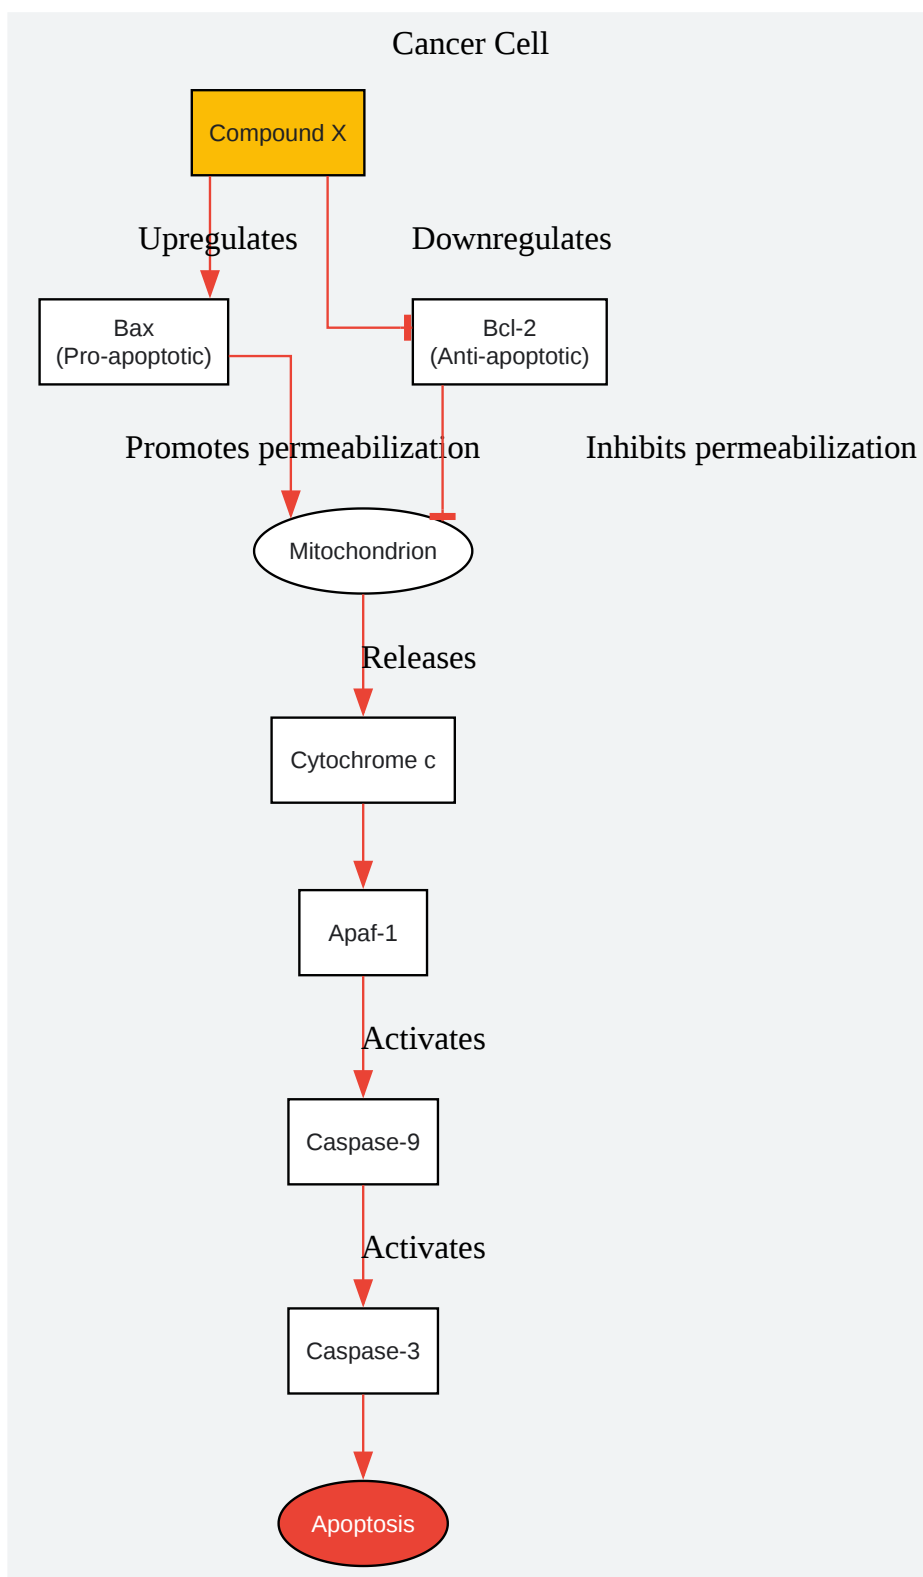 Cancer Cell
Compound X
Upregulates
Downregulates
Bax
(Pro-apoptotic)
Bcl-2
(Anti-apoptotic)
Promotes permeabilization
Inhibits permeabilization
Mitochondrion
Releases
Cytochrome c
Apaf-1
Activates
Caspase-9
Activates
Caspase-3
Apoptosis